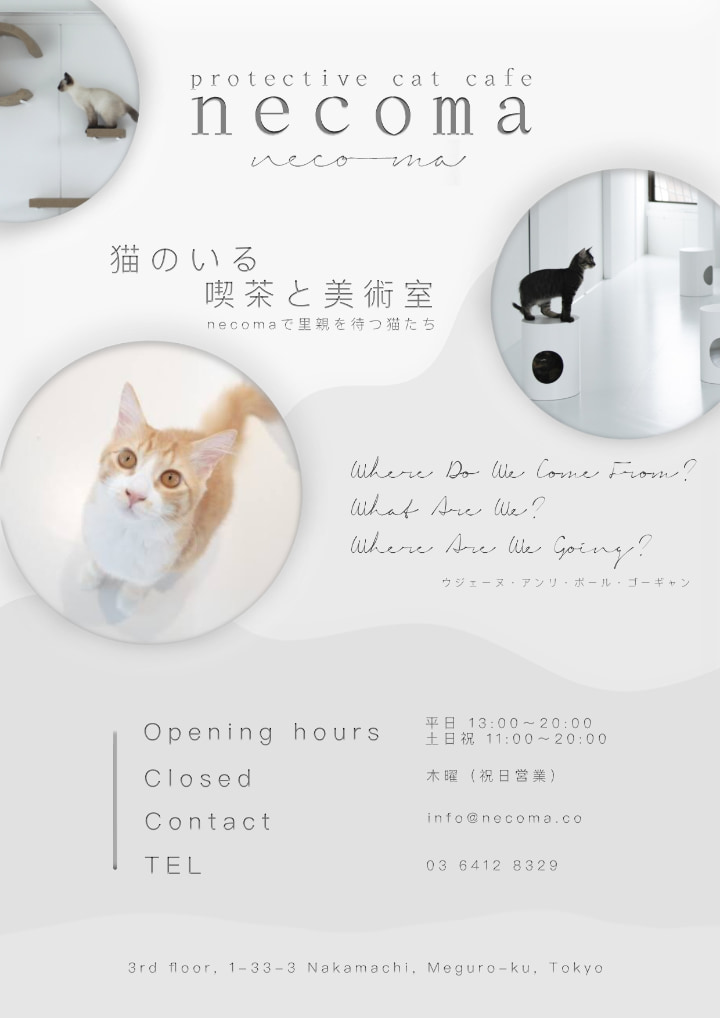 protective cat cafe
necoma
neco-ma
猫のいる
喫茶と美術室
necomaで里親を待つ猫たち
Where Do We Come From?
What Are We?
Where Are We Going?
ウジェーヌ・アンリ・ポール・ゴーギャン
Opening hours
平日 13:00〜20:00
土日祝 11:00〜20:00
Closed
木曜（祝日営業）
Contact
info@necoma.co
TEL
03 6412 8329
3rd floor, 1-33-3 Nakamachi, Meguro-ku, Tokyo